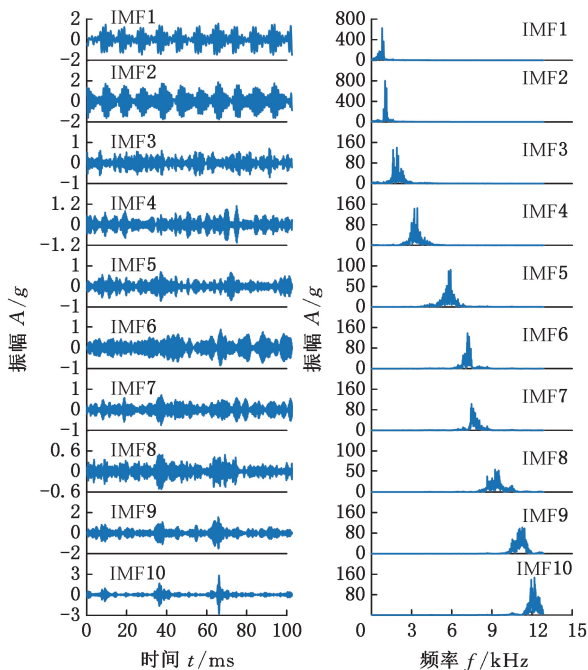 2
0
-2
IMF1
2
0
-2
IMF2
1
0
-1
IMF3
1.2
0
-1.2
IMF4
1
0
-1
IMF5
1
0
-1
IMF6
1
0
-1
IMF7
0.6
0
-0.6
IMF8
2
0
-2
IMF9
3
0
-3
IMF10
0 20 40 60 80 100
时间 t/ms
振幅 A/g
800
400
0
IMF1
800
400
0
IMF2
160
80
0
IMF3
160
80
0
IMF4
100
50
0
IMF5
160
80
0
IMF6
160
80
0
IMF7
100
50
0
IMF8
160
80
0
IMF9
160
80
0
IMF10
3 6 9 12 15
频率 f/kHz
振幅 A/g